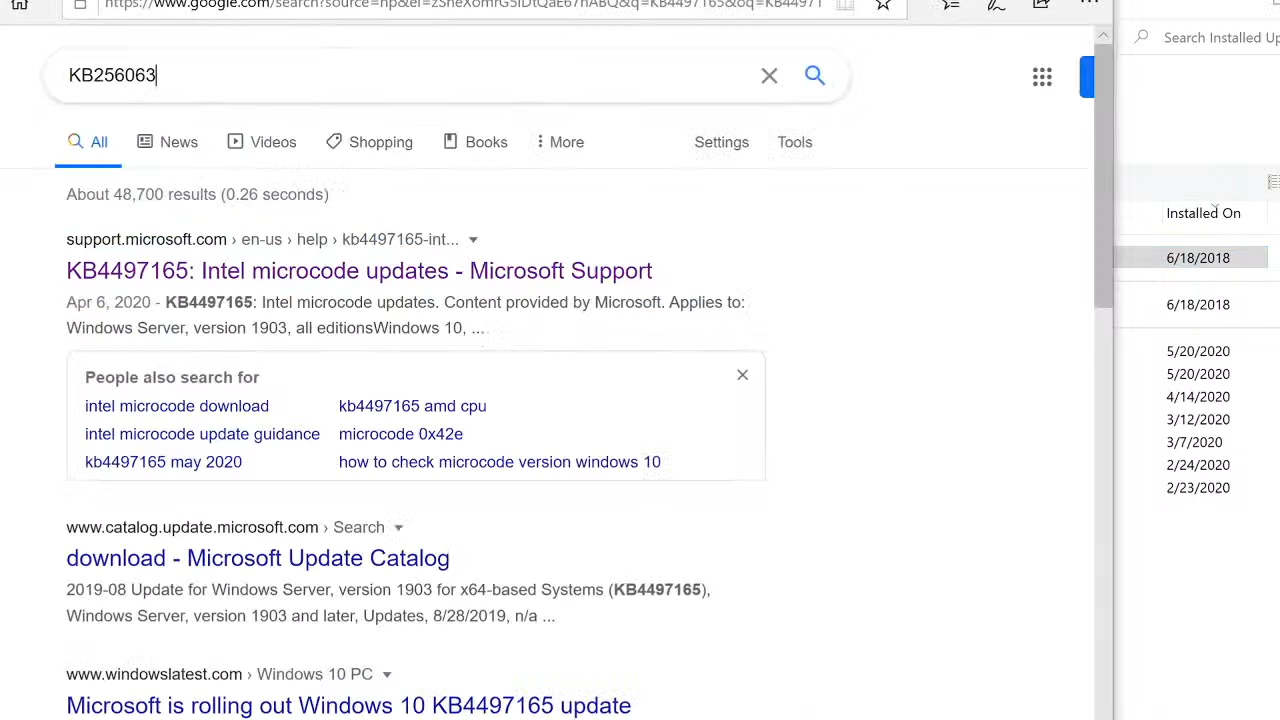 https://www.google.com/search?source=hp&ei=
Search Installed Up
KB256063
All News Videos Shopping Books More Settings Tools
About 48,700 results (0.26 seconds)
Installed On
support.microsoft.com › en-us › help › kb4497165-int...
6/18/2018
KB4497165: Intel microcode updates - Microsoft Support
Apr 6, 2020 - KB4497165: Intel microcode updates. Content provided by Microsoft. Applies to:
6/18/2018
Windows Server, version 1903, all editionsWindows 10, ...
5/20/2020
People also search for
5/20/2020
4/14/2020
intel microcode download kb4497165 amd cpu
3/12/2020
intel microcode update guidance microcode 0x42e
3/7/2020
kb4497165 may 2020 how to check microcode version windows 10
2/24/2020
2/23/2020
www.catalog.update.microsoft.com › Search
download - Microsoft Update Catalog
2019-08 Update for Windows Server, version 1903 for x64-based Systems (KB4497165),
Windows Server, version 1903 and later, Updates, 8/28/2019, n/a ...
www.windowslatest.com › Windows 10 PC
Microsoft is rolling out Windows 10 KB4497165 update